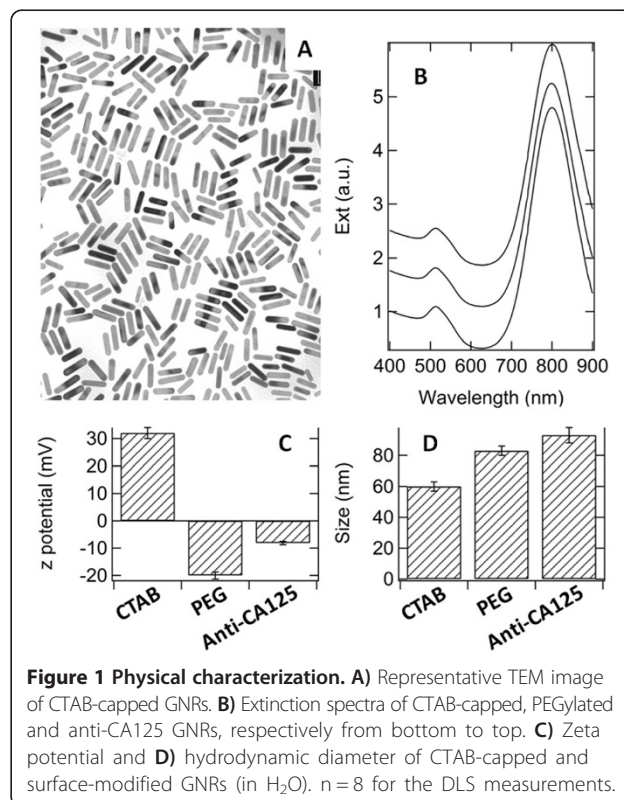 A
B
Ext (a.u.)
5
4
3
2
1
400 500 600 700 800 900
Wavelength (nm)
C
z potential (mV)
30
20
10
0
-10
-20
CTAB PEG Anti-CA125
D
Size (nm)
80
60
40
20
0
CTAB PEG Anti-CA125
Figure 1 Physical characterization. A) Representative TEM image
of CTAB-capped GNRs. B) Extinction spectra of CTAB-capped, PEGylated
and anti-CA125 GNRs, respectively from bottom to top. C) Zeta
potential and D) hydrodynamic diameter of CTAB-capped and
surface-modified GNRs (in H₂O). n = 8 for the DLS measurements.